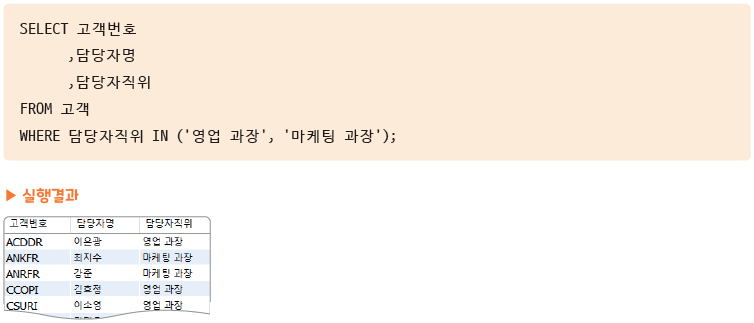 SELECT 고객번호
,담당자명
,담당자직위
FROM 고객
WHERE 담당자직위 IN ('영업 과장', '마케팅 과장');
▶ 실행결과
고객번호 담당자명 담당자직위
ACDDR 이은광 영업 과장
ANKFR 최지수 마케팅 과장
ANRFR 강준 마케팅 과장
CCOPI 김효정 영업 과장
CSURI 이소영 영업 과장